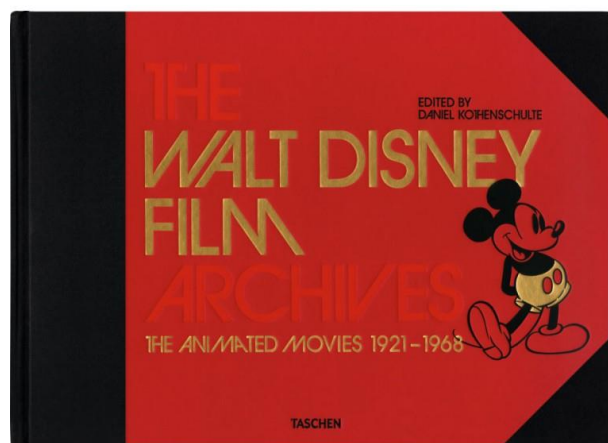 EDITED BY
DANIEL KOTHENSCHULTE
THE
WALT DISNEY
FILM
ARCHIVES
THE ANIMATED MOVIES 1921–1968
TASCHEN